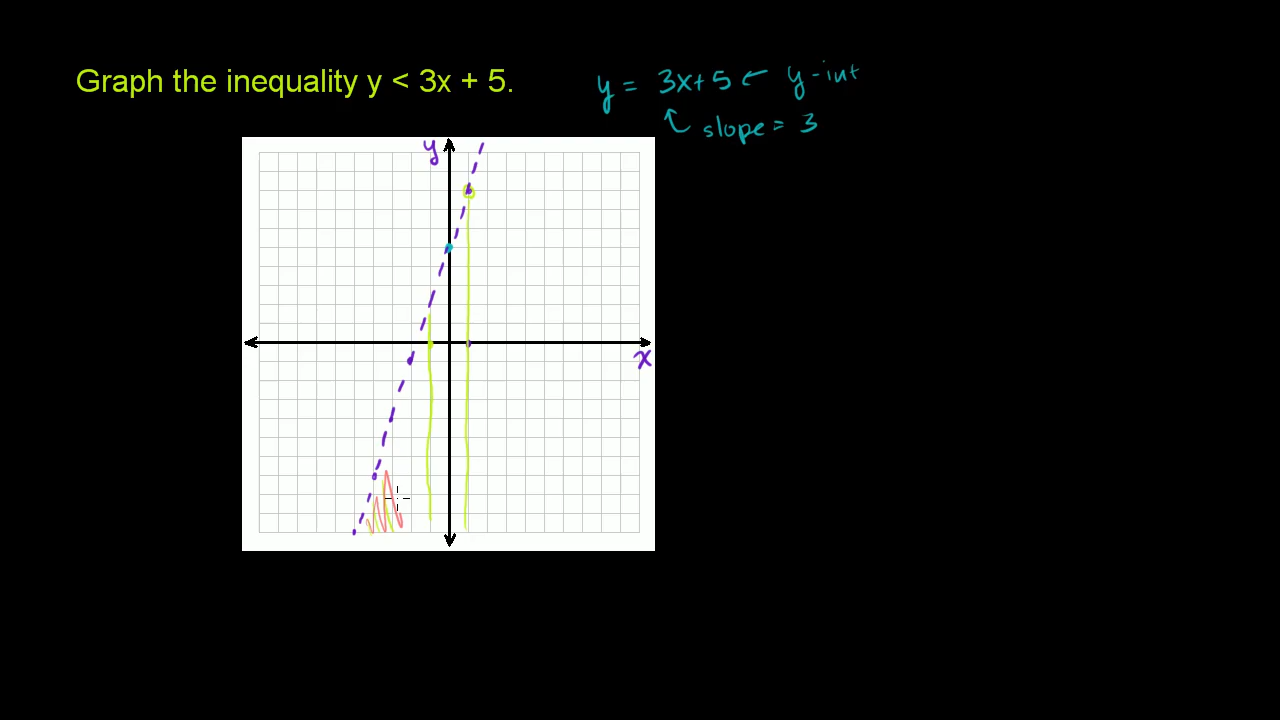 Graph the inequality y < 3x + 5.
y = 3x+5 ← y-int
slope = 3
y
x